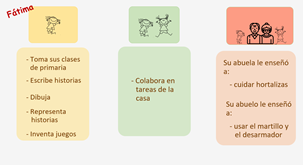 Fátima
- Toma sus clases
de primaria
- Escribe historias
- Dibuja
- Representa
historias
- Inventa juegos
- Colabora en
tareas de la
casa
Su abuela le enseñó
a:
- cuidar hortalizas
Su abuelo le enseñó
a:
- usar el martillo y
el desarmador